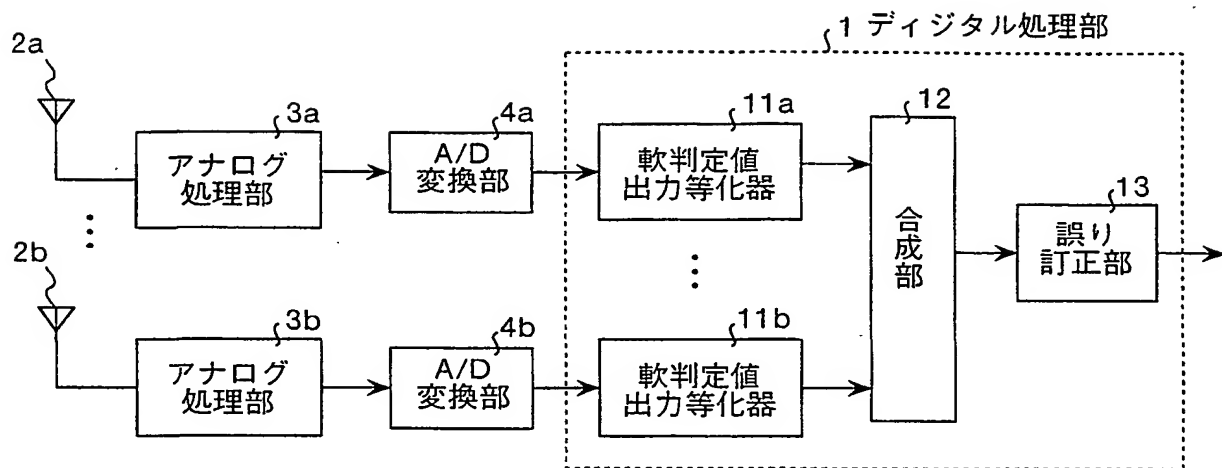 1 ディジタル処理部
2a
3a
アナログ
処理部
4a
A/D
変換部
11a
軟判定値
出力等化器
12
合成部
13
誤り
訂正部
2b
3b
アナログ
処理部
4b
A/D
変換部
11b
軟判定値
出力等化器